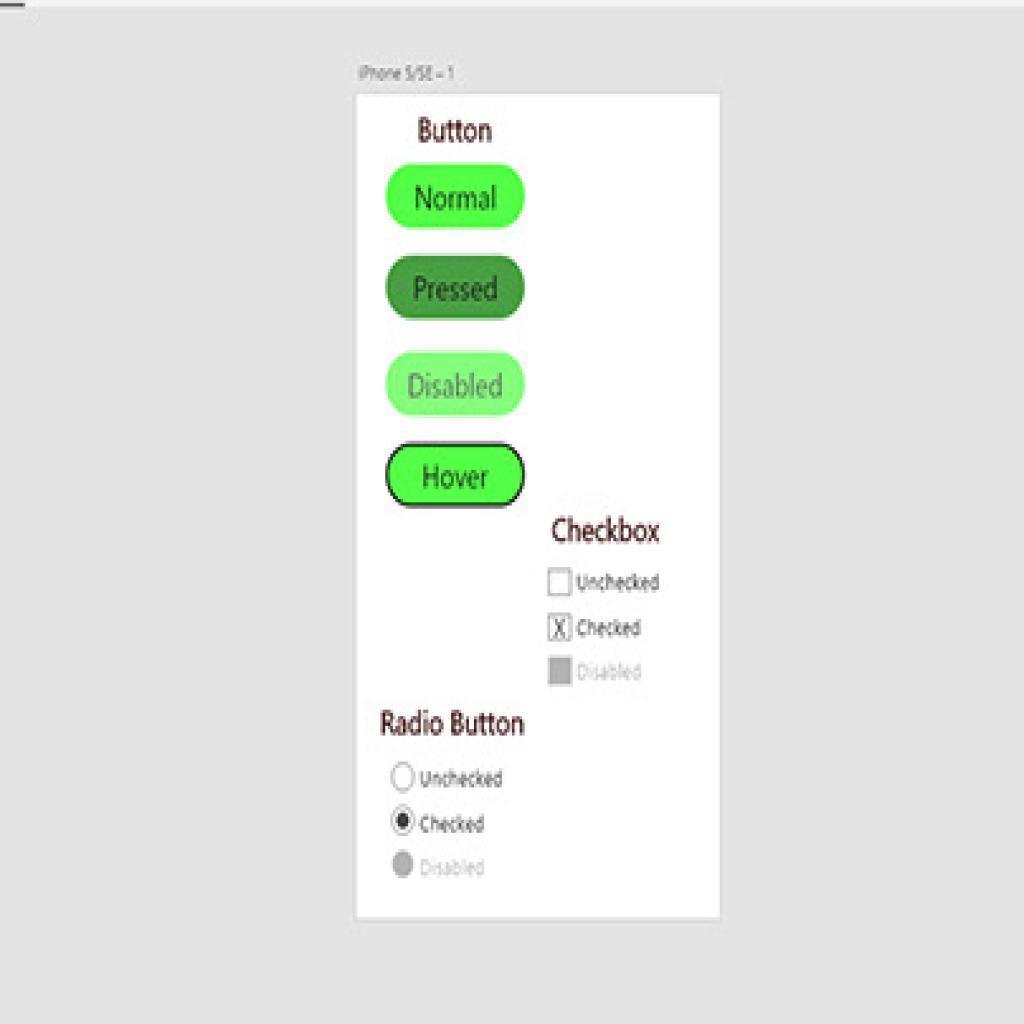 iPhone 5/SE – 1
Button
Normal
Pressed
Disabled
Hover
Checkbox
Unchecked
X Checked
Disabled
Radio Button
Unchecked
Checked
Disabled